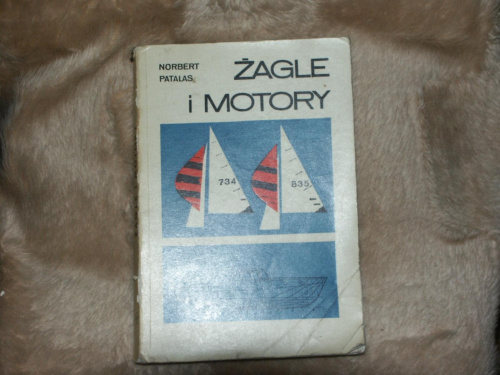 NORBERT
PATALAS
ŻAGLE
i MOTORY
734
835